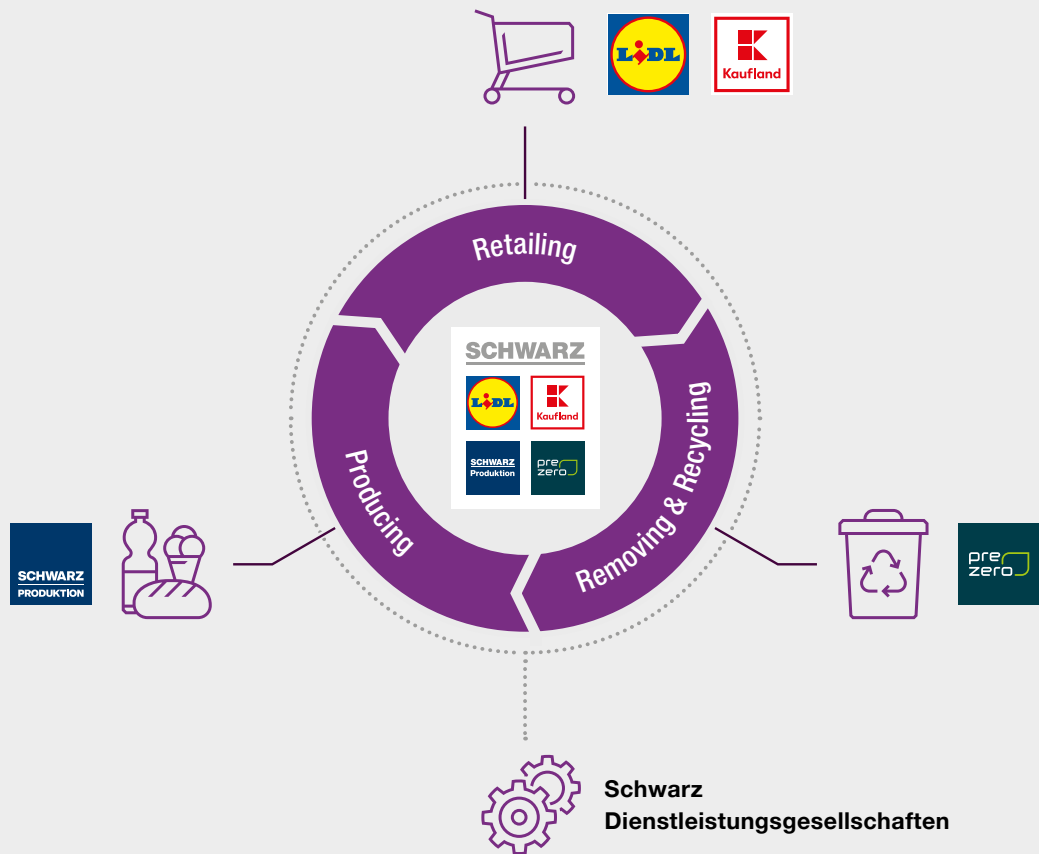 LiDL
Kaufland
Retailing
SCHWARZ
LiDL
Kaufland
SCHWARZ
Produktion
pre
zero
Producing
Removing & Recycling
SCHWARZ
PRODUKTION
pre
zero
Schwarz
Dienstleistungsgesellschaften